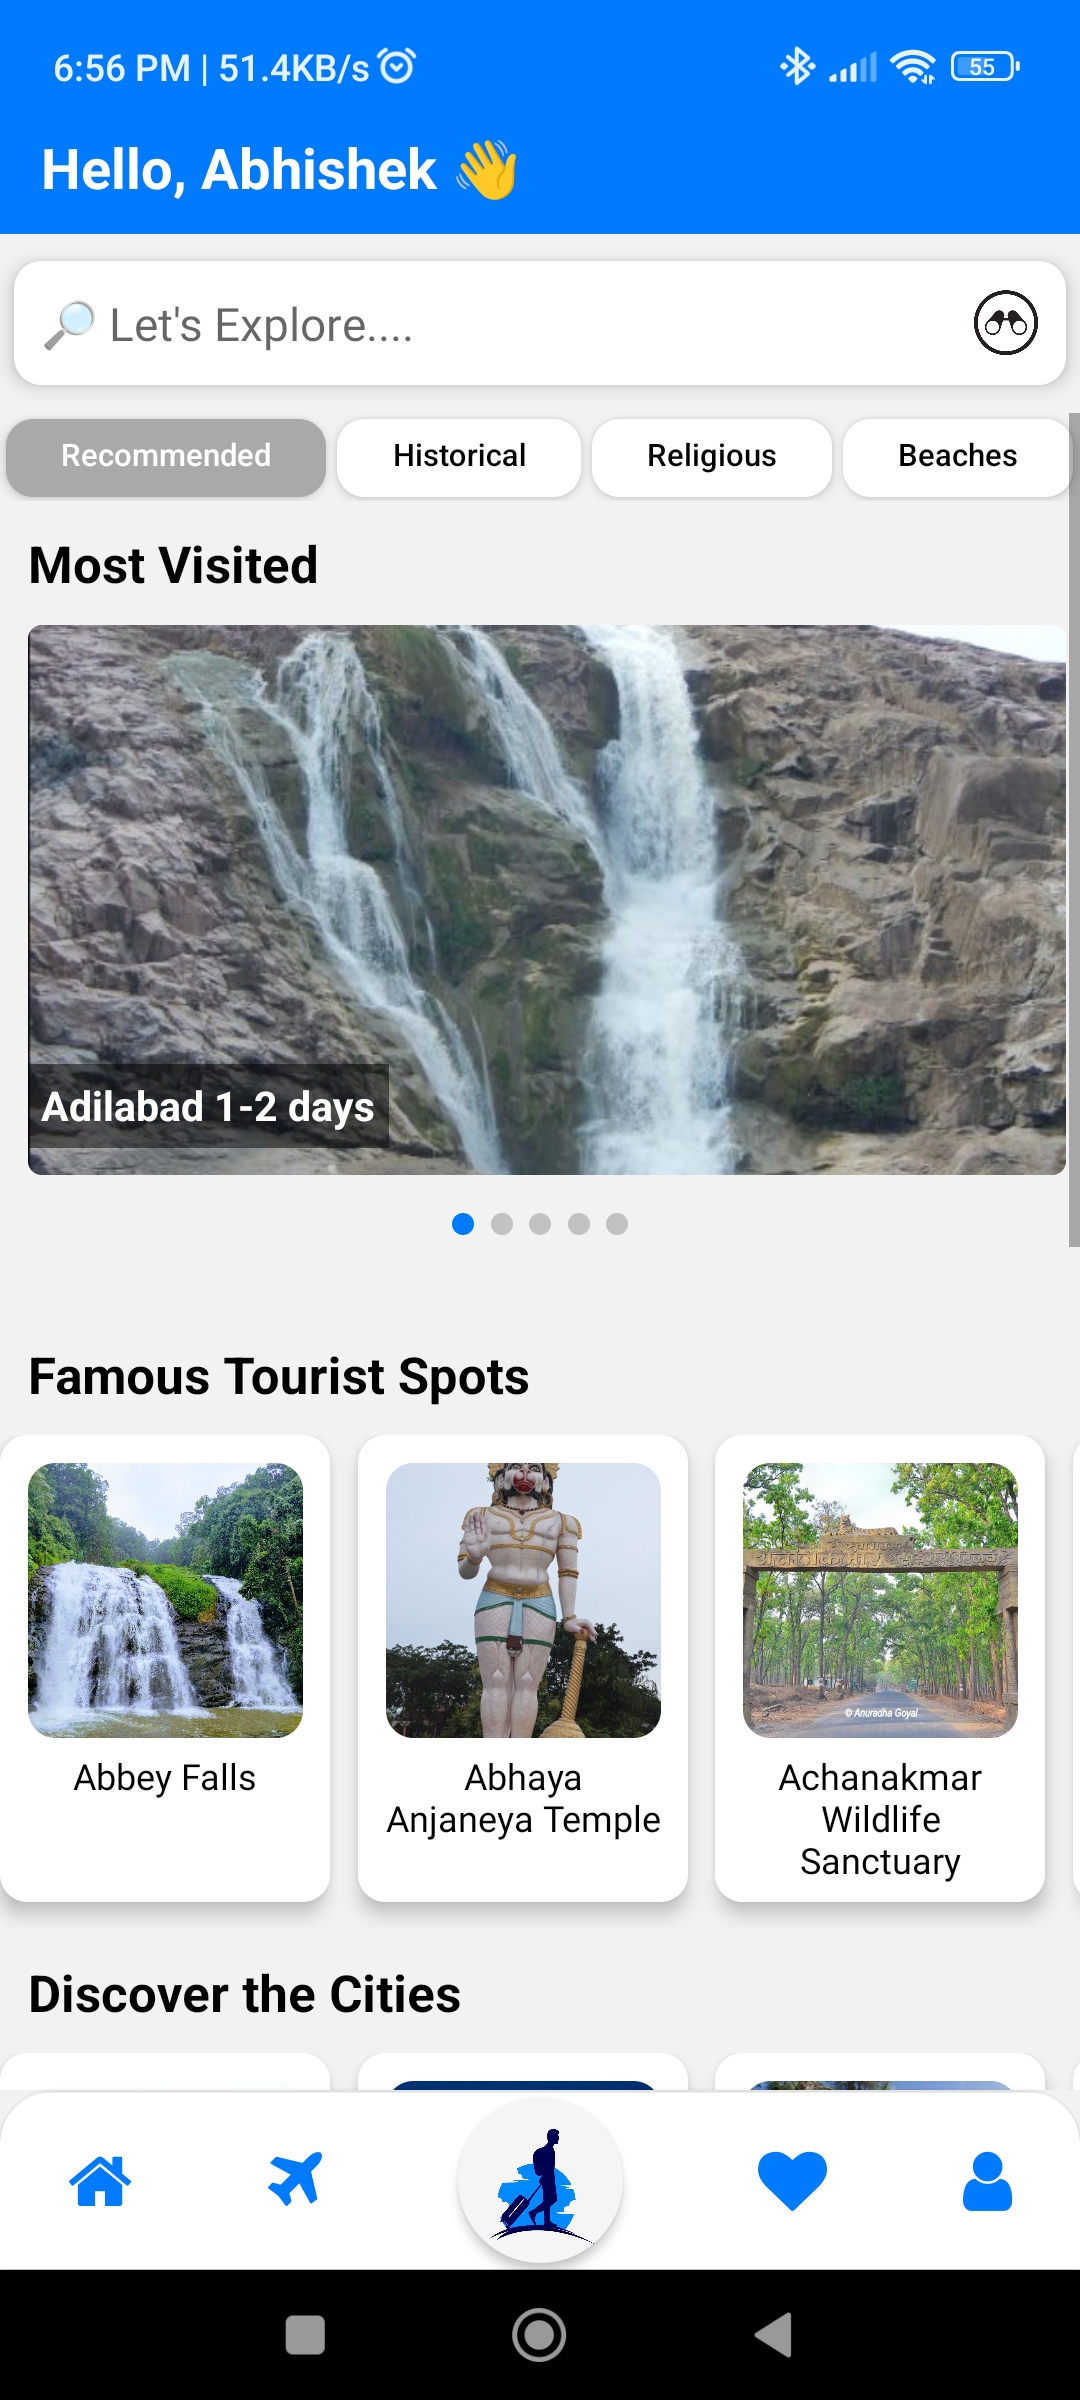 6:56 PM | 51.4KB/s
55
Hello, Abhishek 👋
🔎 Let's Explore....
Recommended Historical Religious Beaches
Most Visited
Adilabad 1-2 days
Famous Tourist Spots
© Anuradha Goyal
Abbey Falls
Abhaya
Anjaneya Temple
Achanakmar
Wildlife
Sanctuary
Discover the Cities